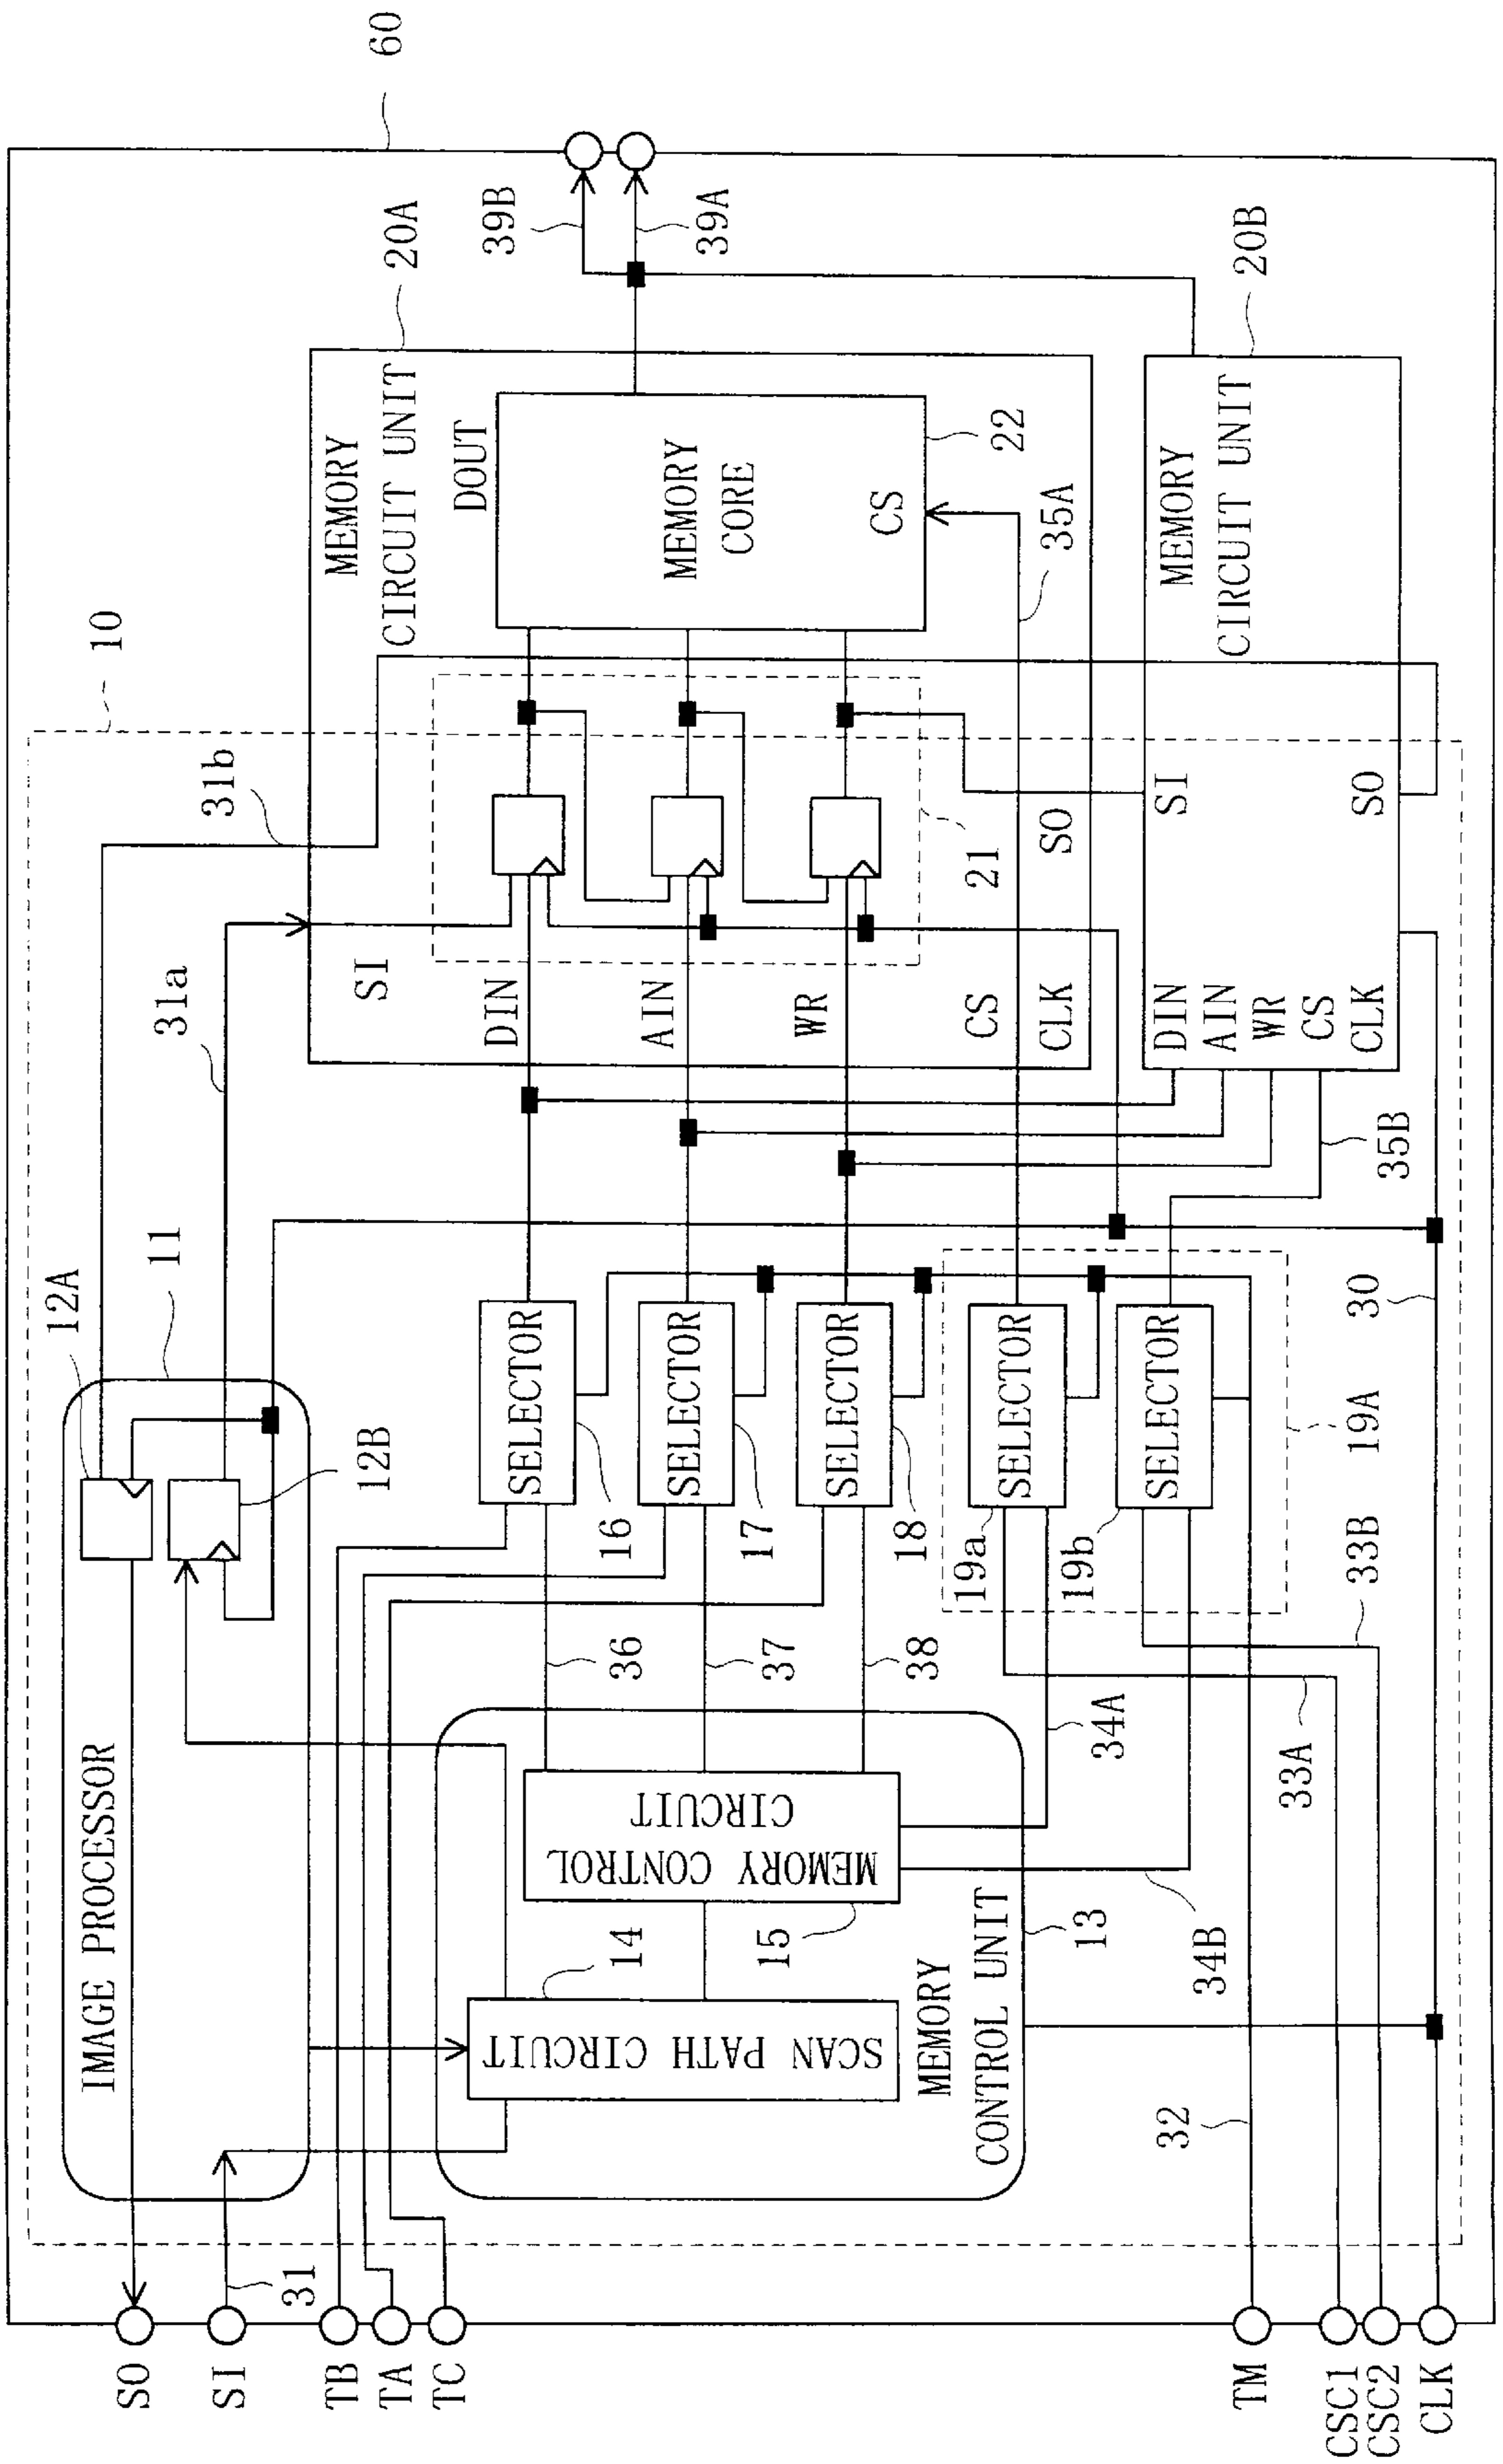 60
10
39B
39A
20A
20B
MEMORY
CIRCUIT UNIT
DOUT
MEMORY
CORE
CS
22
35A
MEMORY
CIRCUIT UNIT
31b
31a
SI
DIN
AIN
WR
CS
CLK
SO
21
SI
SO
DIN
AIN
WR
CS
CLK
35B
12A
11
12B
IMAGE PROCESSOR
SELECTOR
16
SELECTOR
17
SELECTOR
18
SELECTOR
19a
SELECTOR
19b
19A
30
36
37
38
34A
33A
33B
34B
MEMORY CONTROL
CIRCUIT
15
14
SCAN PATH CIRCUIT
MEMORY
CONTROL UNIT
13
32
31
SO
SI
TB
TA
TC
TM
CSC1
CSC2
CLK